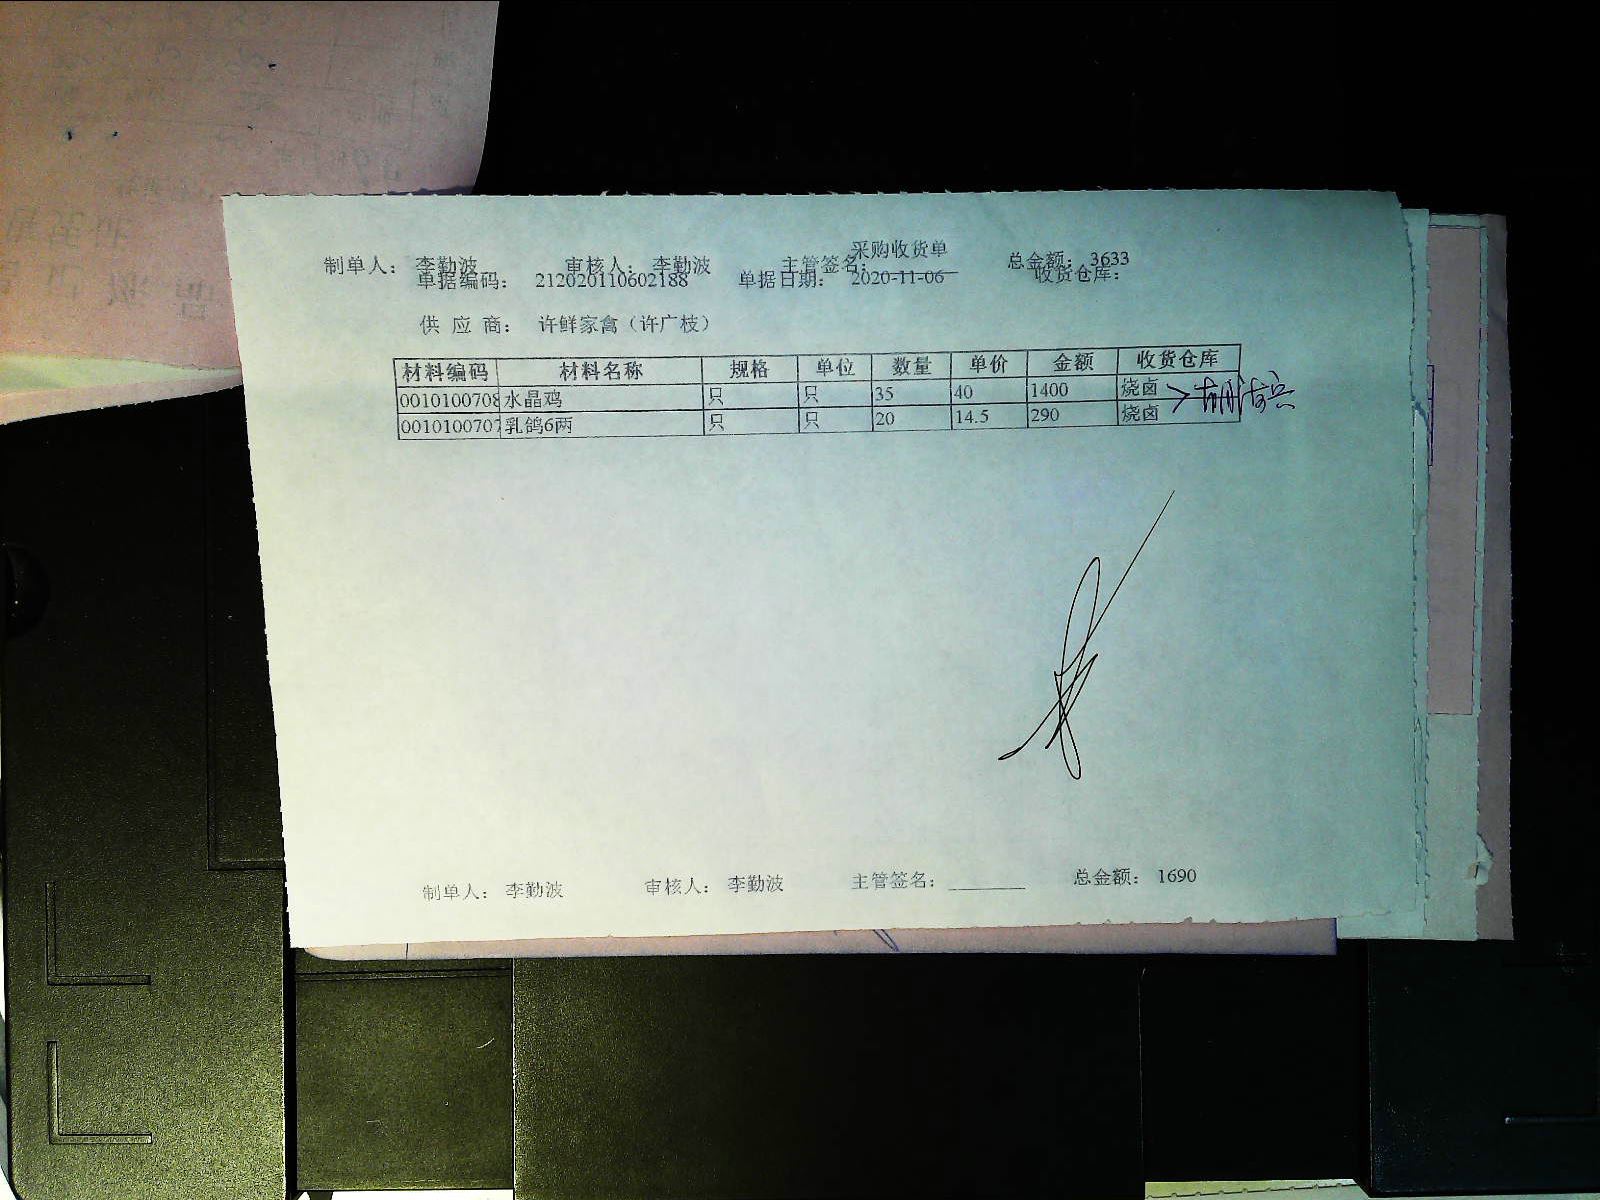 采购收货单
制单人： 李勤波 审核人： 李勤波 主管签名： 总金额： 3633
单据编码： 212020110602188 单据日期： 2020-11-06 收货仓库：
供 应 商： 许鲜家禽（许广枝）
材料编码 材料名称 规格 单位 数量 单价 金额 收货仓库
0010100708 水晶鸡 只 只 35 40 1400 烧卤
0010100707 乳鸽6两 只 只 20 14.5 290 烧卤
制单人： 李勤波 审核人： 李勤波 主管签名： ________ 总金额： 1690